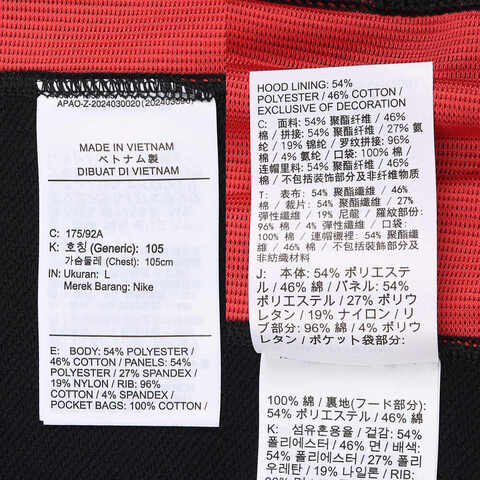 APAO-Z-2024030020 (2024030690)
MADE IN VIETNAM
ベトナム製
DIBUAT DI VIETNAM
C: 175/92A
K: 호칭 (Generic): 105
가슴둘레 (Chest): 105cm
IN: Ukuran: L
Merek Barang: Nike
E: BODY: 54% POLYESTER /
46% COTTON / PANELS: 54%
POLYESTER / 27% SPANDEX /
19% NYLON / RIB: 96%
COTTON / 4% SPANDEX /
POCKET BAGS: 100% COTTON /
HOOD LINING: 54%
POLYESTER / 46% COTTON /
EXCLUSIVE OF DECORATION
C: 面料: 54% 聚酯纤维 / 46%
棉 / 拼接: 54% 聚酯纤维 / 27% 氨
纶 / 19% 锦纶 / 罗纹拼接: 96%
棉 / 4% 氨纶 / 口袋: 100% 棉 /
连帽里料: 54% 聚酯纤维 / 46%
棉 / 不包括装饰部分及非纤维物质
T: 表布: 54% 聚酯纖維 / 46%
棉 / 裁片: 54% 聚酯纖維 / 27%
彈性纖維 / 19% 尼龍 / 羅紋部份:
96% 棉 / 4% 彈性纖維 / 口袋:
100% 棉 / 連帽襯裡: 54% 聚酯纖
維 / 46% 棉 / 不包括裝飾部分及非
紡織材料
J: 本体: 54% ポリエステル
/ 46% 綿 / パネル: 54% ポ
リエステル / 27% ポリウ
レタン / 19% ナイロン / リ
ブ部分: 96% 綿 / 4% ポリウ
レタン / ポケット袋部分:
100% 綿 / 裏地(フード部分):
54% ポリエステル / 46% 綿
K: 섬유혼용율 / 겉감: 54%
폴리에스터 / 46% 면 / 배색:
54% 폴리에스터 / 27% 폴리
우레탄 / 19% 나일론 / RIB: